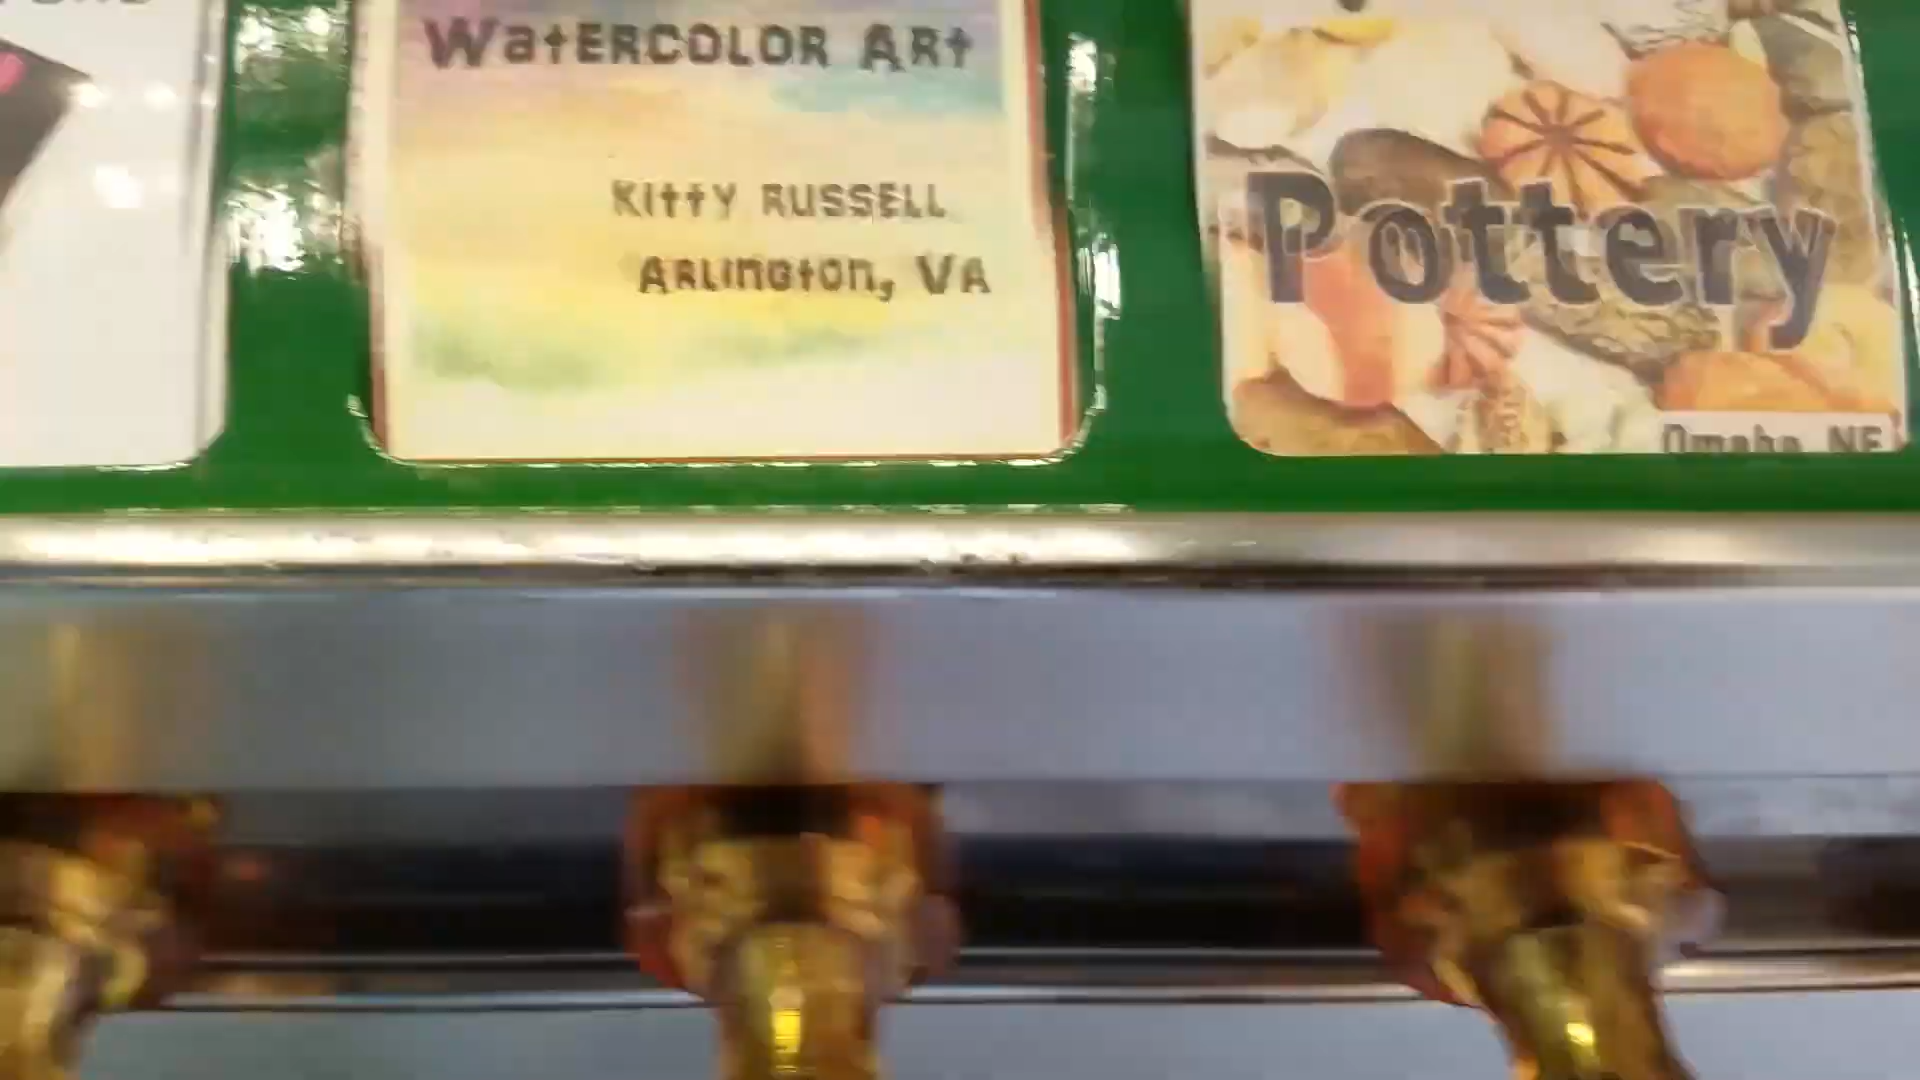 WatERCOLOR ARt
Kitty RUSSELL
ARLington, VA
Pottery
Omaha, NE